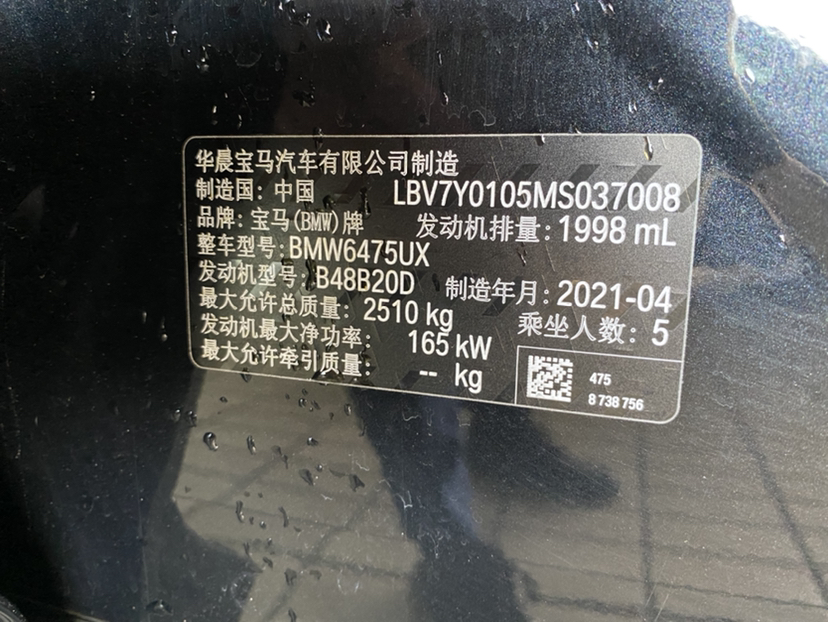 华晨宝马汽车有限公司制造
制造国: 中国 LBV7Y0105MS037008
品牌: 宝马(BMW)牌 发动机排量: 1998 mL
整车型号: BMW6475UX
发动机型号: B48B20D 制造年月: 2021-04
最大允许总质量: 2510 kg 乘坐人数: 5
发动机最大净功率: 165 kW
最大允许牵引质量: -- kg
475
8 738 756